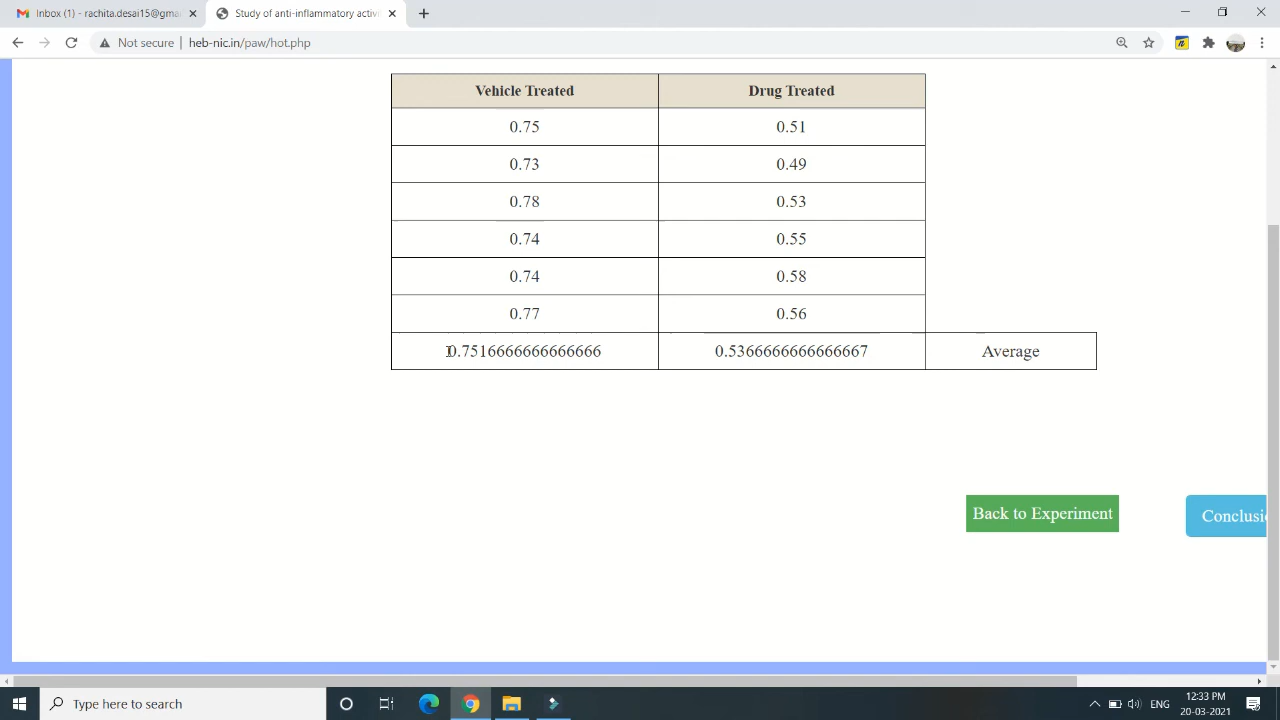 Inbox (1) - rachita.desai15@gmai
Study of anti-inflammatory activ
Not secure | heb-nic.in/paw/hot.php
Vehicle Treated Drug Treated
0.75 0.51
0.73 0.49
0.78 0.53
0.74 0.55
0.74 0.58
0.77 0.56
0.7516666666666666 0.5366666666666667 Average
Back to Experiment Conclusi
Type here to search
ENG
12:33 PM
20-03-2021